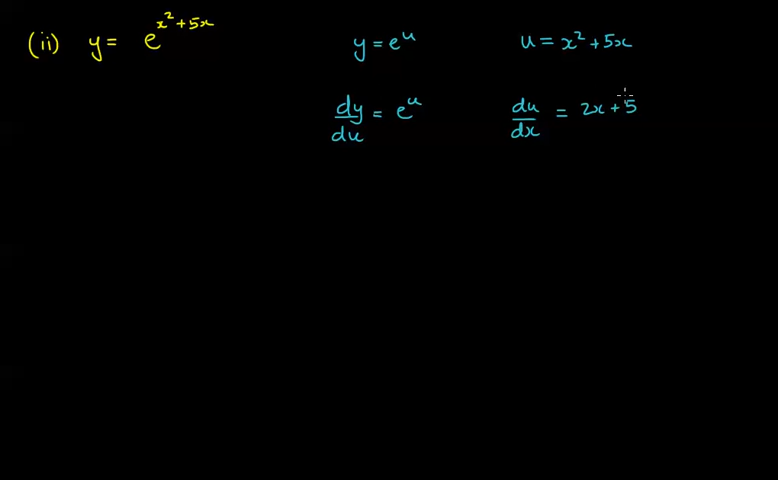 (ii) y = e^{x² + 5x} y = e^u u = x² + 5x
dy/du = e^u du/dx = 2x + 5